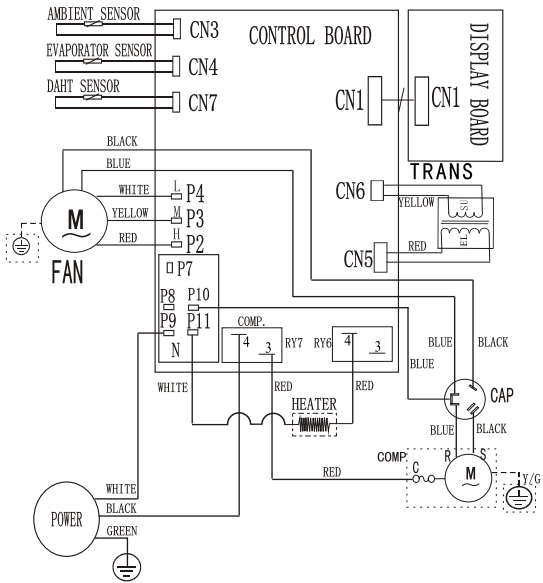 AMBIENT SENSOR
CN3
EVAPORATOR SENSOR
CN4
DAHT SENSOR
CN7
CONTROL BOARD
DISPLAY BOARD
CN1
CN1
BLACK
BLUE
TRANS
WHITE
L
P4
CN6
YELLOW
SU
YELLOW
M
P3
M
RED
H
P2
FAN
RED
EL
CN5
P7
P8
P10
P9
P11
N
COMP.
4
3
RY7
RY6
4
3
BLUE
BLACK
BLUE
WHITE
RED
RED
HEATER
CAP
BLUE
BLACK
COMP
R
S
C
M
RED
Y/G
WHITE
BLACK
POWER
GREEN